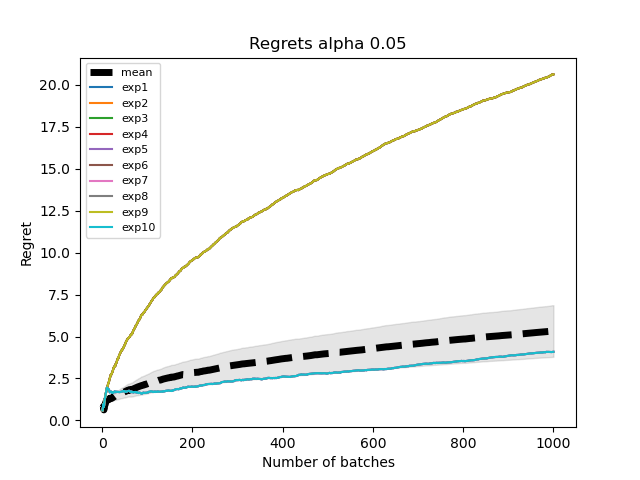 Regrets alpha 0.05
mean
exp1
exp2
exp3
exp4
exp5
exp6
exp7
exp8
exp9
exp10
Regret
20.0
17.5
15.0
12.5
10.0
7.5
5.0
2.5
0.0
0
200
400
600
800
1000
Number of batches